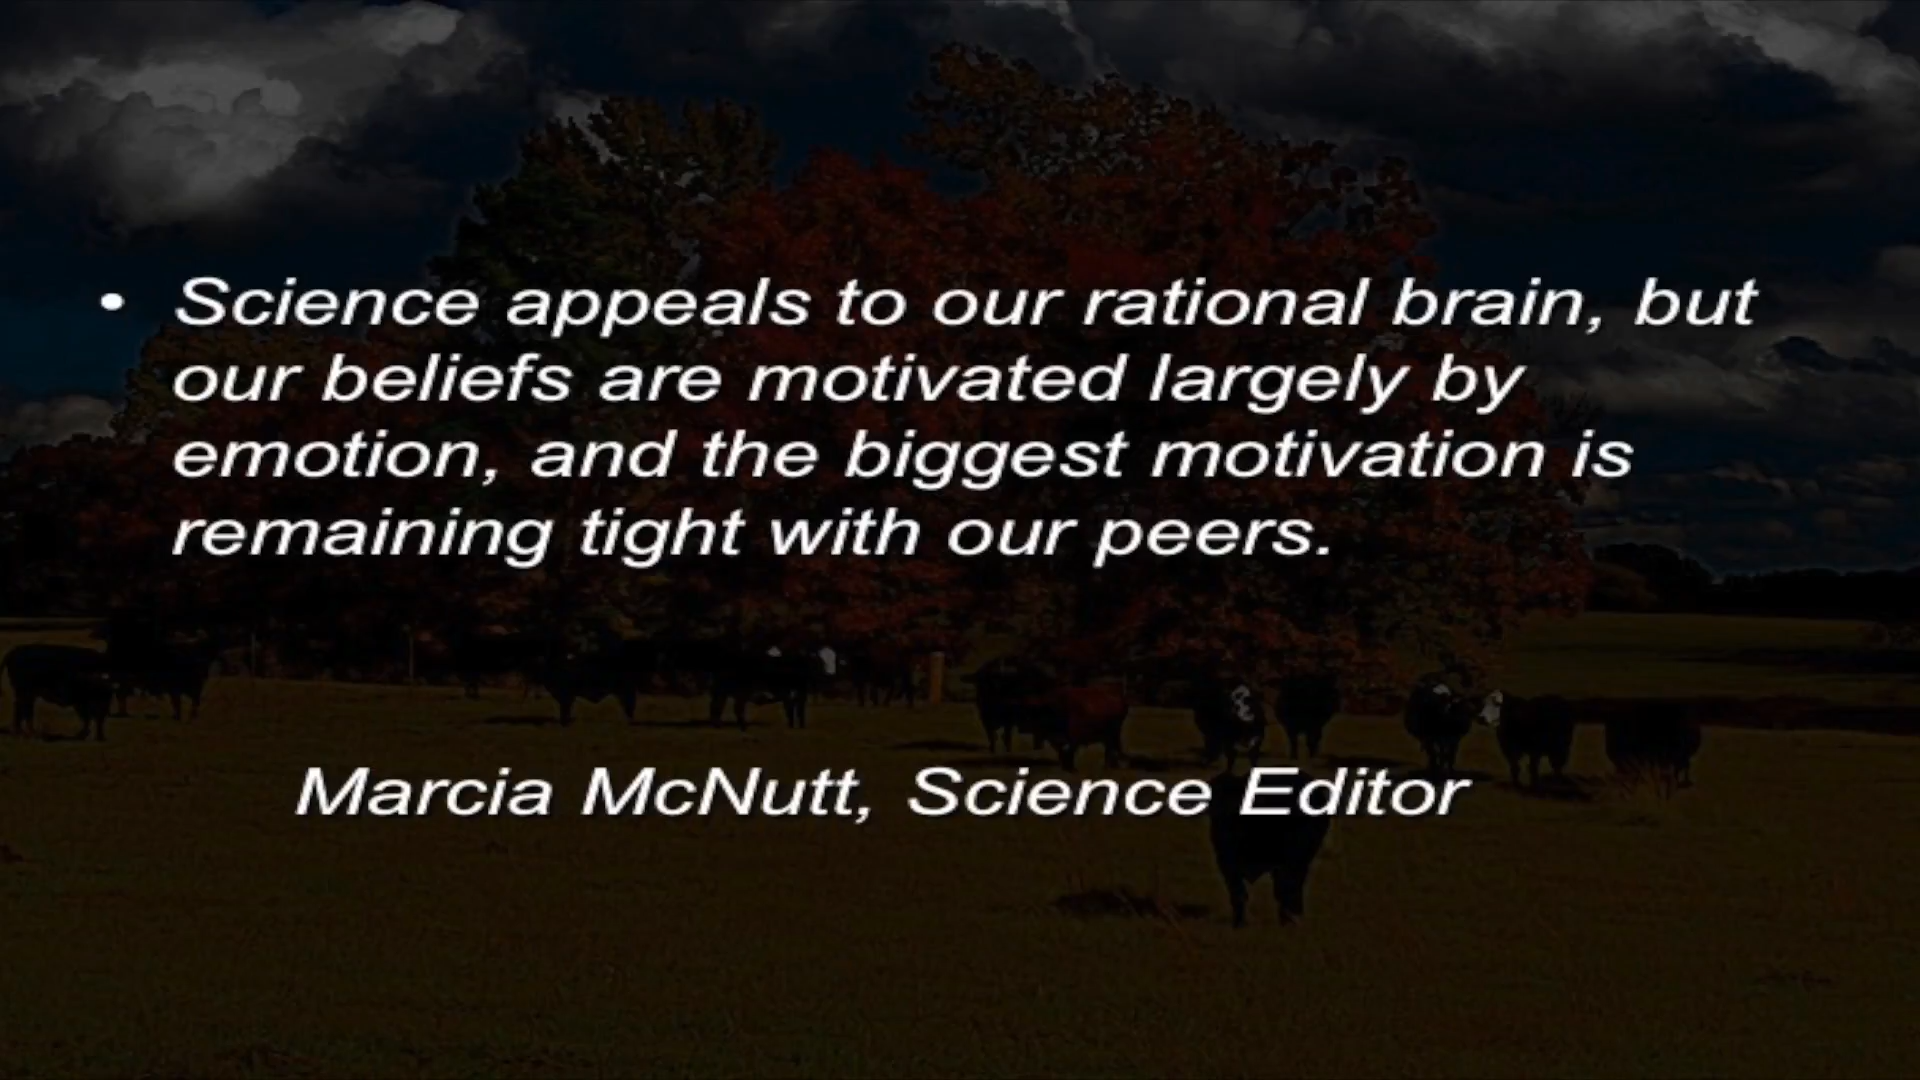 • Science appeals to our rational brain, but
our beliefs are motivated largely by
emotion, and the biggest motivation is
remaining tight with our peers.
Marcia McNutt, Science Editor